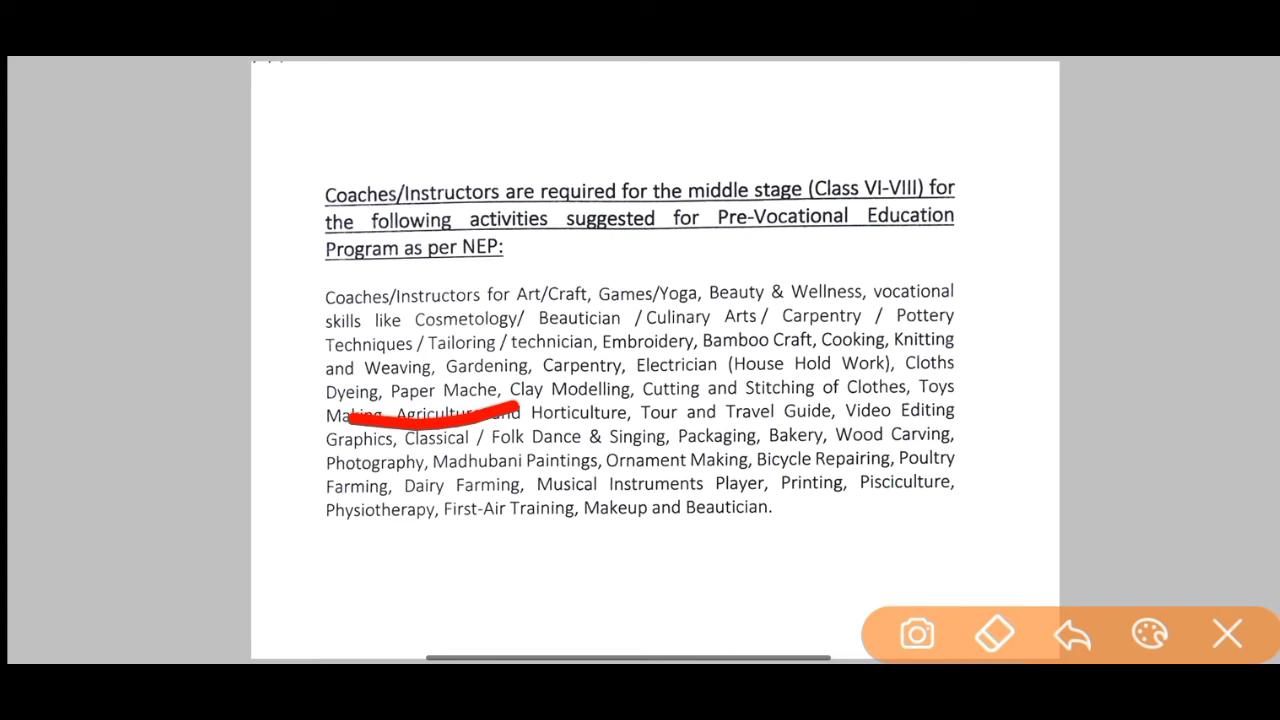 Coaches/Instructors are required for the middle stage (Class VI-VIII) for
the following activities suggested for Pre-Vocational Education
Program as per NEP:
Coaches/Instructors for Art/Craft, Games/Yoga, Beauty & Wellness, vocational
skills like Cosmetology/ Beautician /Culinary Arts/ Carpentry / Pottery
Techniques / Tailoring / technician, Embroidery, Bamboo Craft, Cooking, Knitting
and Weaving, Gardening, Carpentry, Electrician (House Hold Work), Cloths
Dyeing, Paper Mache, Clay Modelling, Cutting and Stitching of Clothes, Toys
Making, Agriculture and Horticulture, Tour and Travel Guide, Video Editing
Graphics, Classical / Folk Dance & Singing, Packaging, Bakery, Wood Carving,
Photography, Madhubani Paintings, Ornament Making, Bicycle Repairing, Poultry
Farming, Dairy Farming, Musical Instruments Player, Printing, Pisciculture,
Physiotherapy, First-Air Training, Makeup and Beautician.